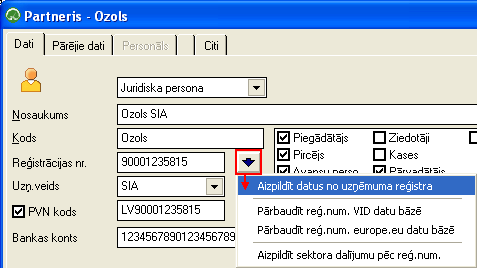 Partneris - Ozols
Dati Pārējie dati Personāls Citi
Juridiska persona
Nosaukums Ozols SIA
Kods Ozols
Piegādātājs Ziedotāji
Reģistrācijas nr. 90001235815
Pircējs Kases
Avansu perso Pārvadātājs
Uzņ.veids SIA
Aizpildīt datus no uzņēmuma reģistra
PVN kods LV90001235815
Pārbaudīt reģ.num. VID datu bāzē
Pārbaudīt reģ.num. europe.eu datu bāzē
Bankas konts 1234567890123456789
Aizpildīt sektora dalījumu pēc reģ.num.